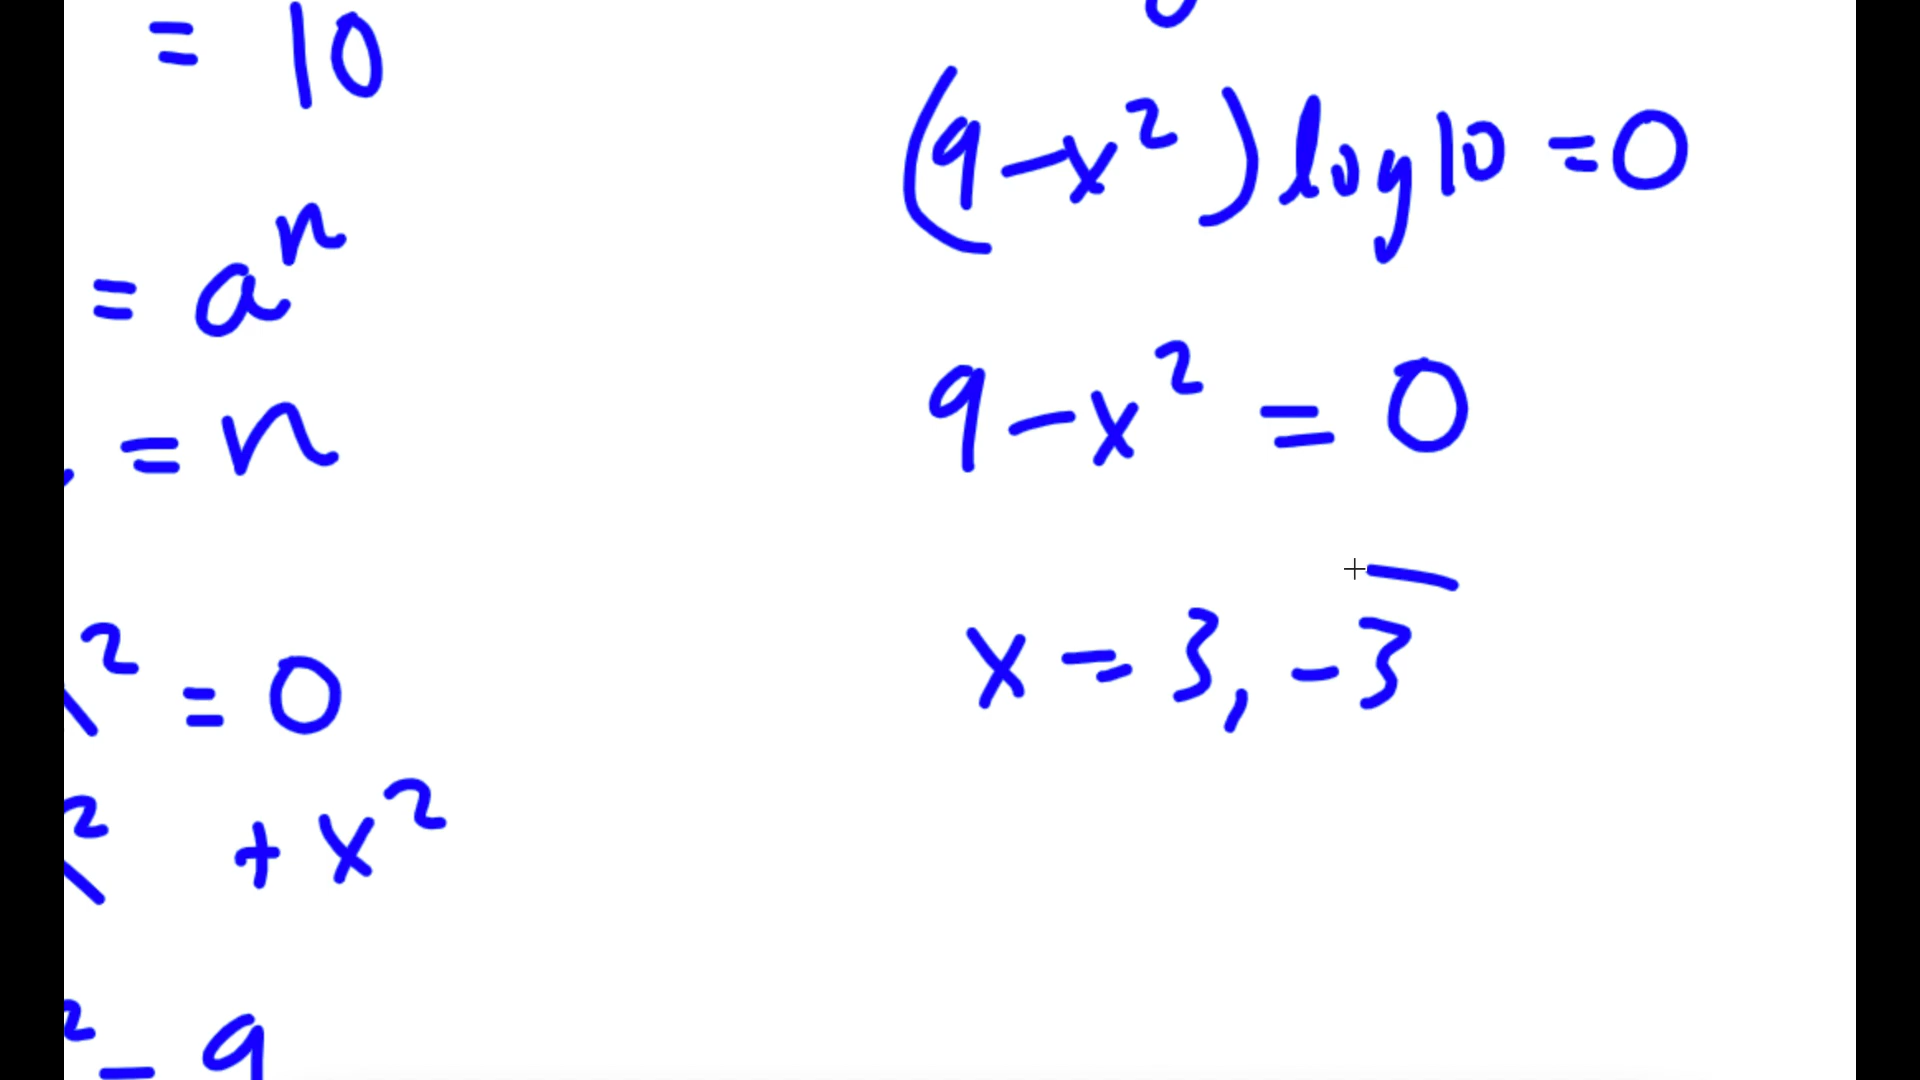 = 10
= aⁿ
= n
² = 0
² + x²
² = 9
(9 - x²) log 10 = 0
9 - x² = 0
x = 3, -3